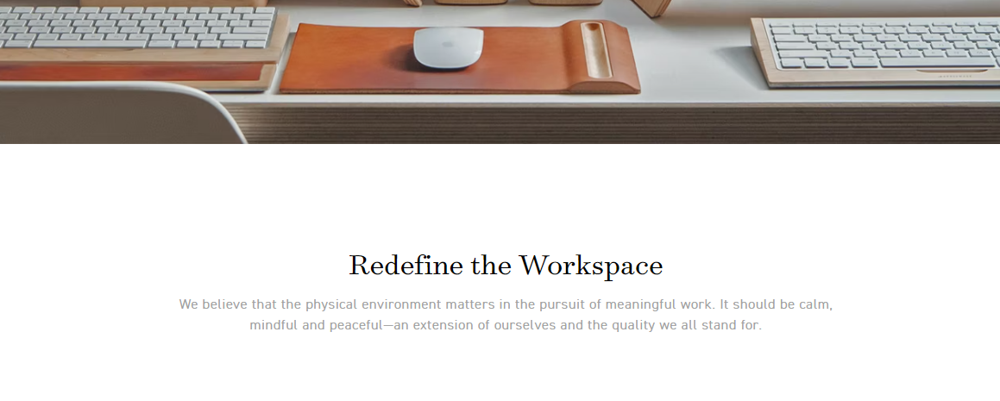 Redefine the Workspace
We believe that the physical environment matters in the pursuit of meaningful work. It should be calm,
mindful and peaceful—an extension of ourselves and the quality we all stand for.